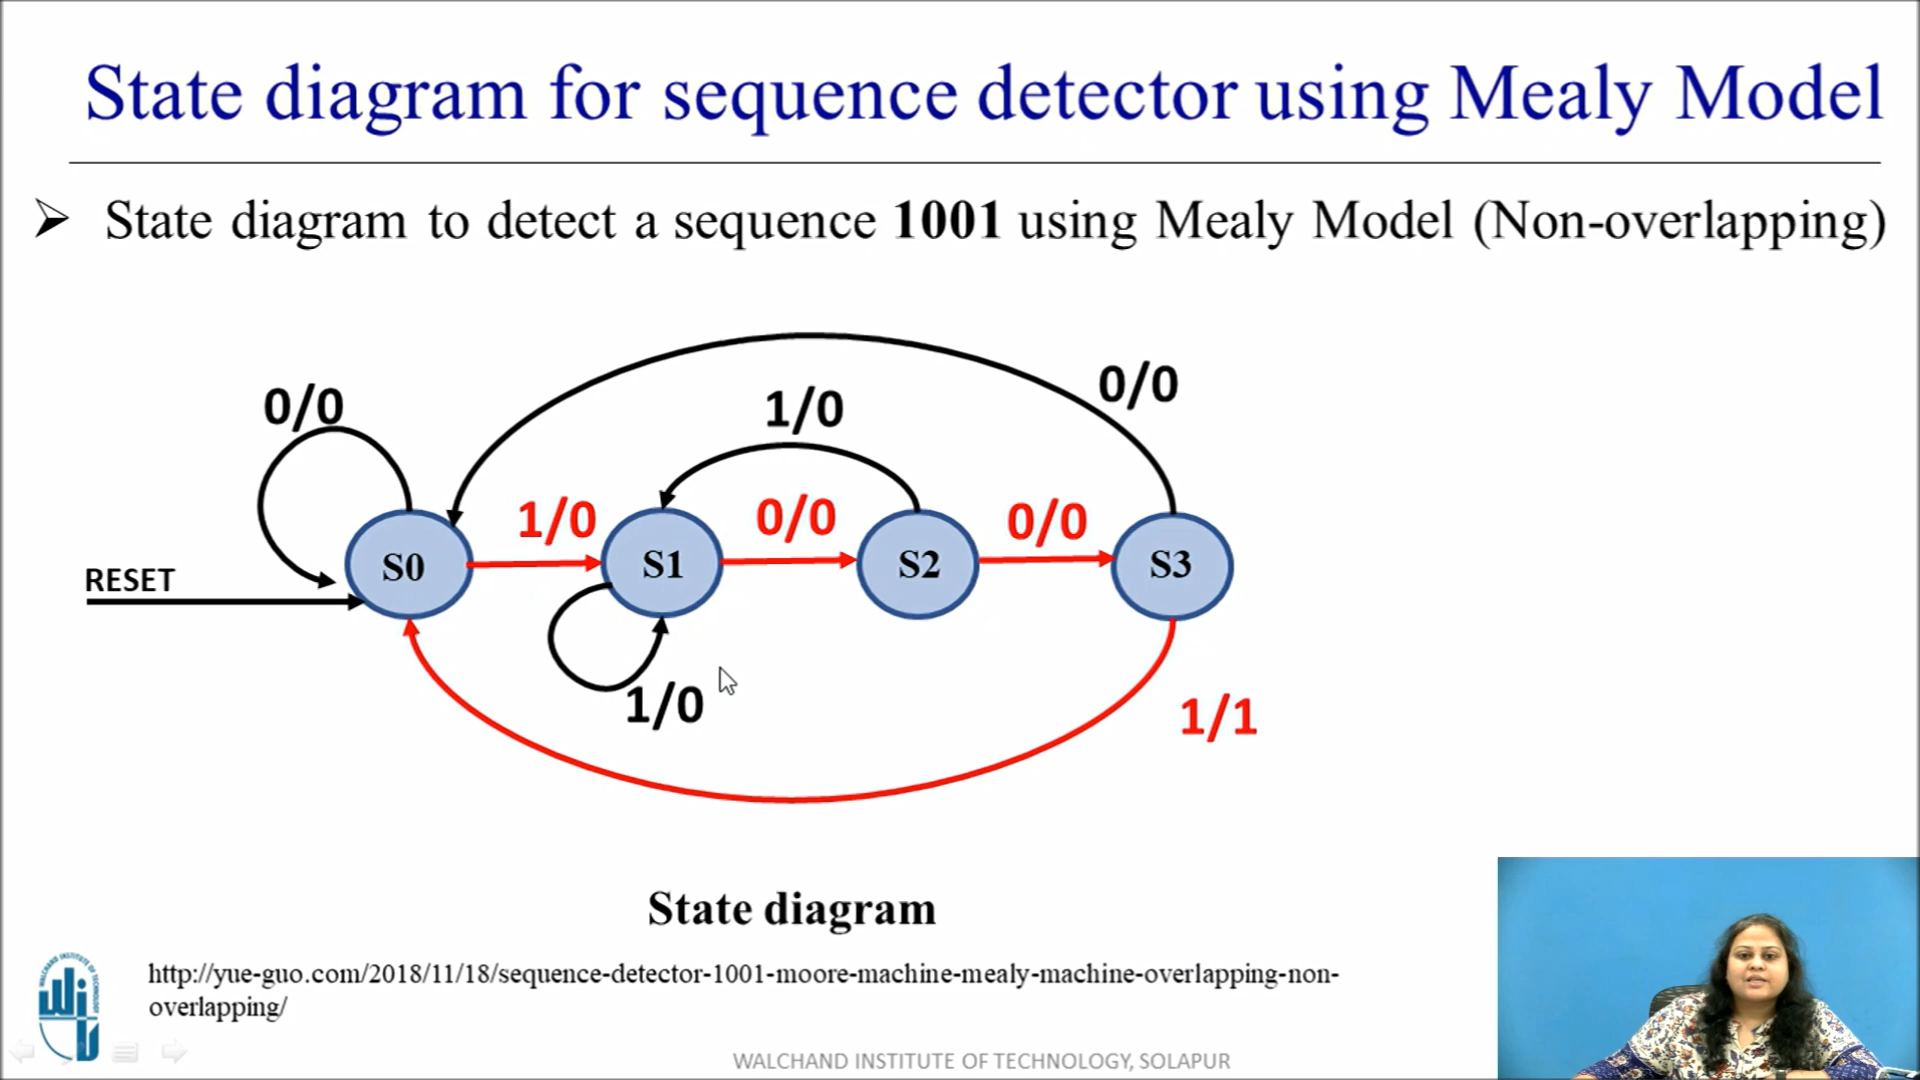 State diagram for sequence detector using Mealy Model
➢ State diagram to detect a sequence 1001 using Mealy Model (Non-overlapping)
0/0
1/0
0/0
1/0
0/0
0/0
S0
S1
S2
S3
RESET
1/0
1/1
State diagram
http://yue-guo.com/2018/11/18/sequence-detector-1001-moore-machine-mealy-machine-overlapping-non-
overlapping/
WALCHAND INSTITUTE OF TECHNOLOGY, SOLAPUR